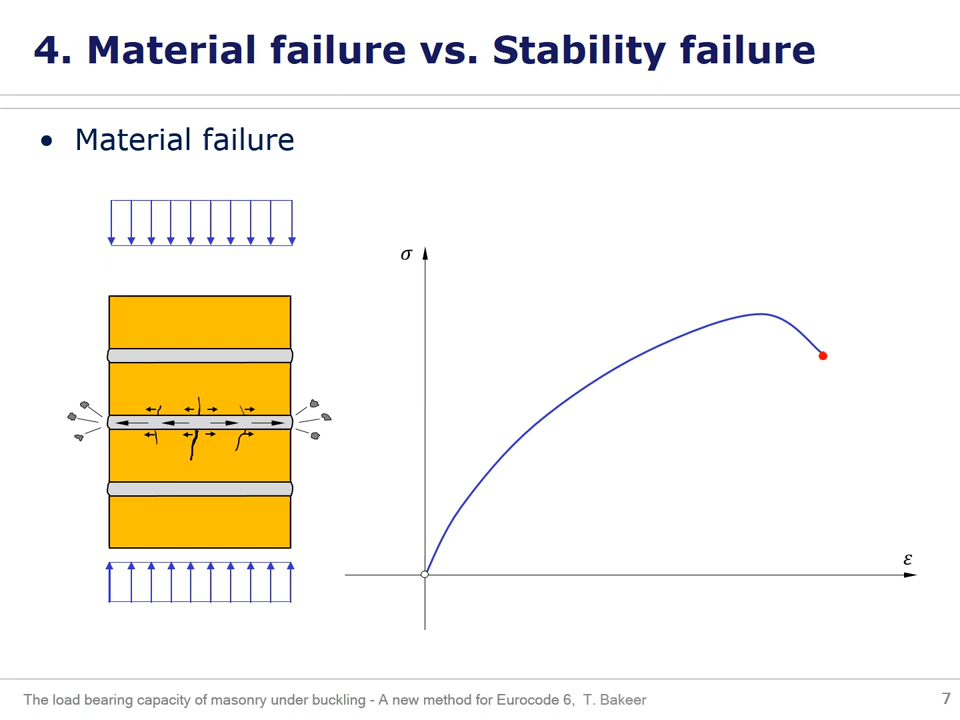 4. Material failure vs. Stability failure
• Material failure
σ
ε
The load bearing capacity of masonry under buckling - A new method for Eurocode 6, T. Bakeer
7